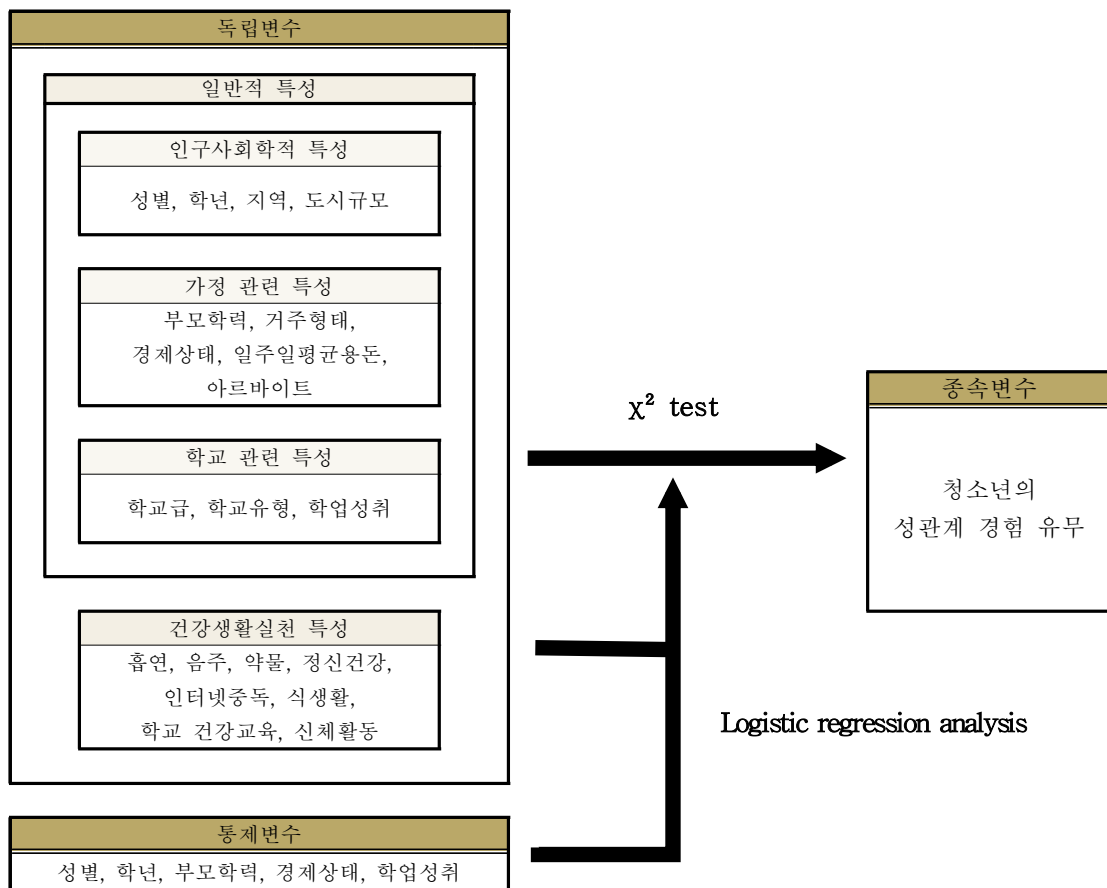 독립변수
일반적 특성
인구사회학적 특성
성별, 학년, 지역, 도시규모
가정 관련 특성
부모학력, 거주형태,
경제상태, 일주일평균용돈,
아르바이트
학교 관련 특성
학교급, 학교유형, 학업성취
건강생활실천 특성
흡연, 음주, 약물, 정신건강,
인터넷중독, 식생활,
학교 건강교육, 신체활동
통제변수
성별, 학년, 부모학력, 경제상태, 학업성취
χ² test
Logistic regression analysis
종속변수
청소년의
성관계 경험 유무